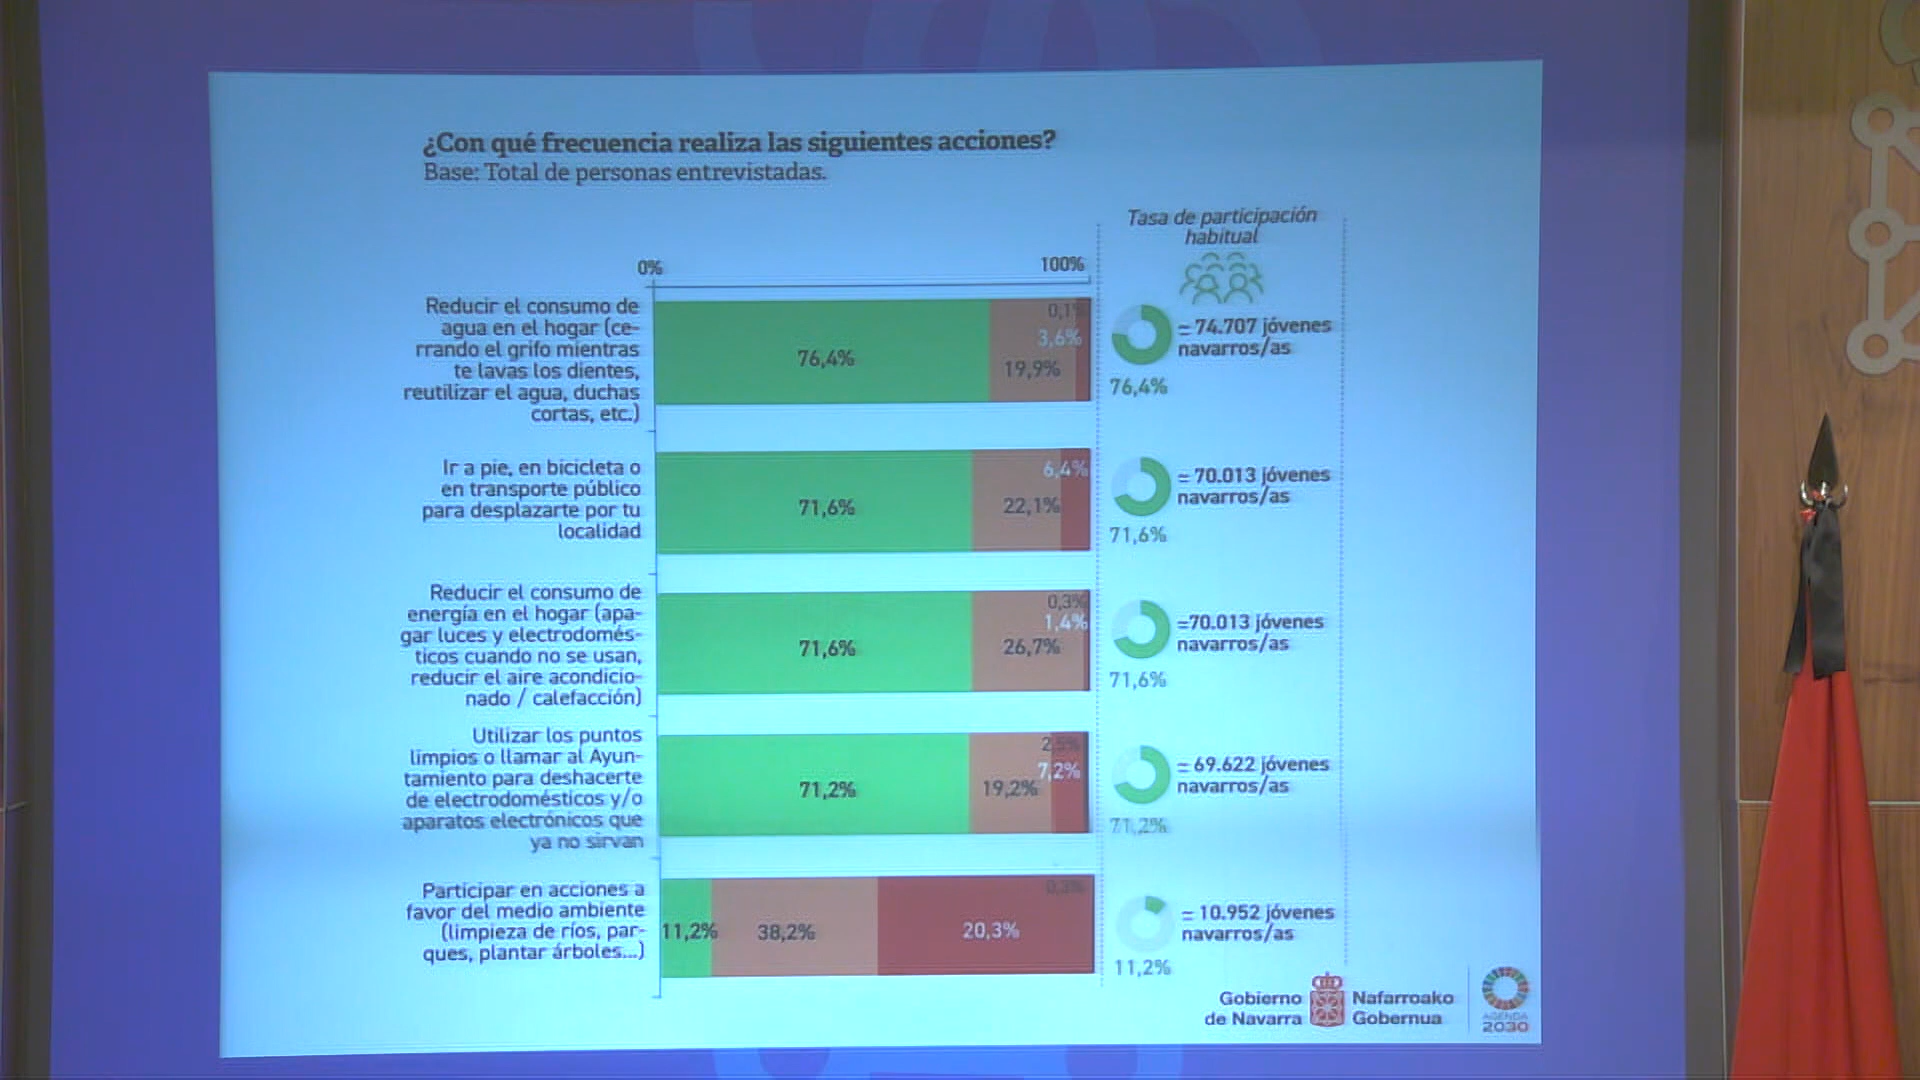 ¿Con qué frecuencia realiza las siguientes acciones?
Base: Total de personas entrevistadas.
Tasa de participación
habitual
0%
100%
Reducir el consumo de
agua en el hogar (ce-
rrando el grifo mientras
te lavas los dientes,
reutilizar el agua, duchas
cortas, etc.)
76,4%
19,9%
3,6%
0,1%
= 74.707 jóvenes
navarros/as
76,4%
Ir a pie, en bicicleta o
en transporte público
para desplazarte por tu
localidad
71,6%
22,1%
6,4%
= 70.013 jóvenes
navarros/as
71,6%
Reducir el consumo de
energía en el hogar (apa-
gar luces y electrodomés-
ticos cuando no se usan,
reducir el aire acondicio-
nado / calefacción)
71,6%
26,7%
1,4%
0,3%
=70.013 jóvenes
navarros/as
71,6%
Utilizar los puntos
limpios o llamar al Ayun-
tamiento para deshacerte
de electrodomésticos y/o
aparatos electrónicos que
ya no sirvan
71,2%
19,2%
7,2%
= 69.622 jóvenes
navarros/as
71,2%
Participar en acciones a
favor del medio ambiente
(limpieza de ríos, par-
ques, plantar árboles...)
11,2%
38,2%
20,3%
0,3%
= 10.952 jóvenes
navarros/as
11,2%
Gobierno
de Navarra
Nafarroako
Gobernua
AGENDA
2030